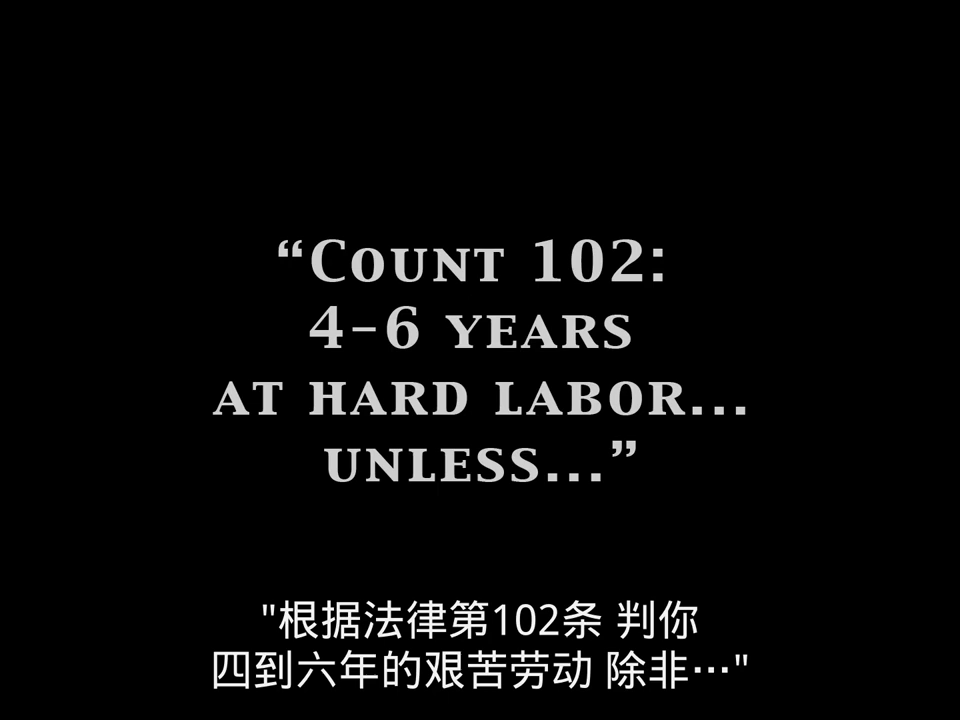 “Count 102:
4-6 years
at hard labor...
unless...”
"根据法律第102条 判你
四到六年的艰苦劳动 除非…"